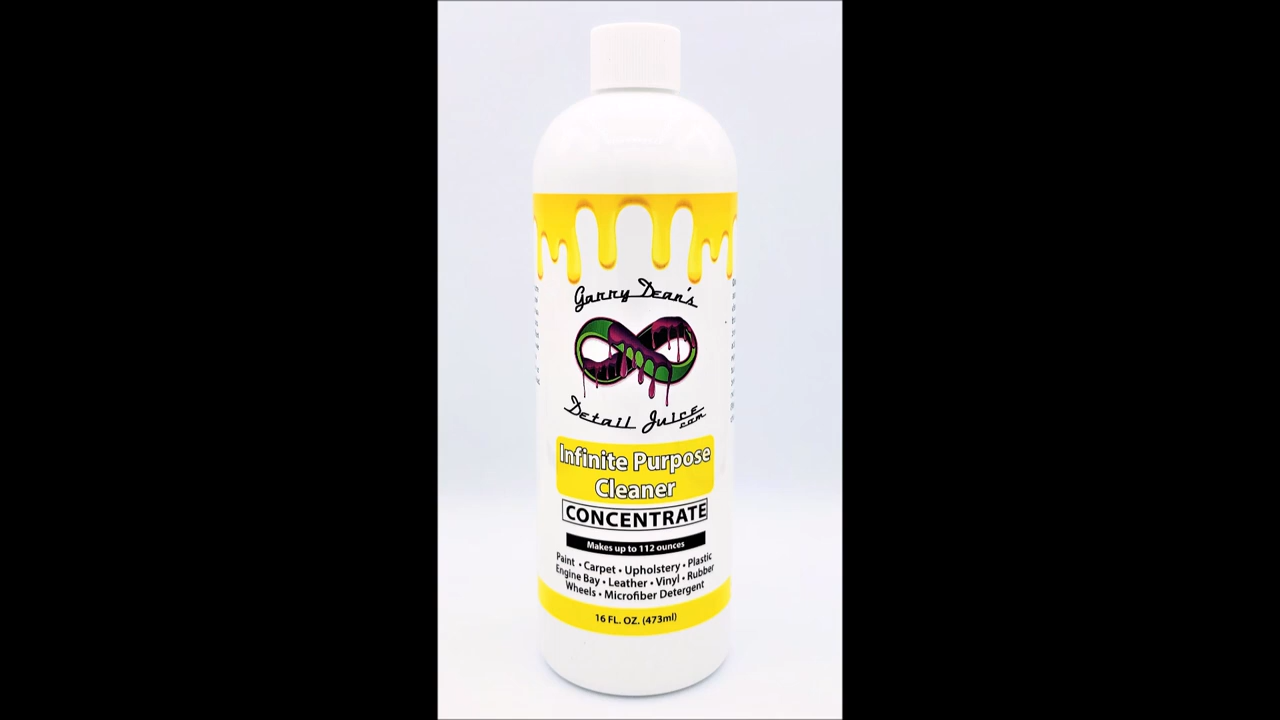 Garry Dean's
Detail Juice
.com
Infinite Purpose
Cleaner
CONCENTRATE
Makes up to 112 ounces
Paint • Carpet • Upholstery • Plastic
Engine Bay • Leather • Vinyl • Rubber
Wheels • Microfiber Detergent
16 FL. OZ. (473ml)